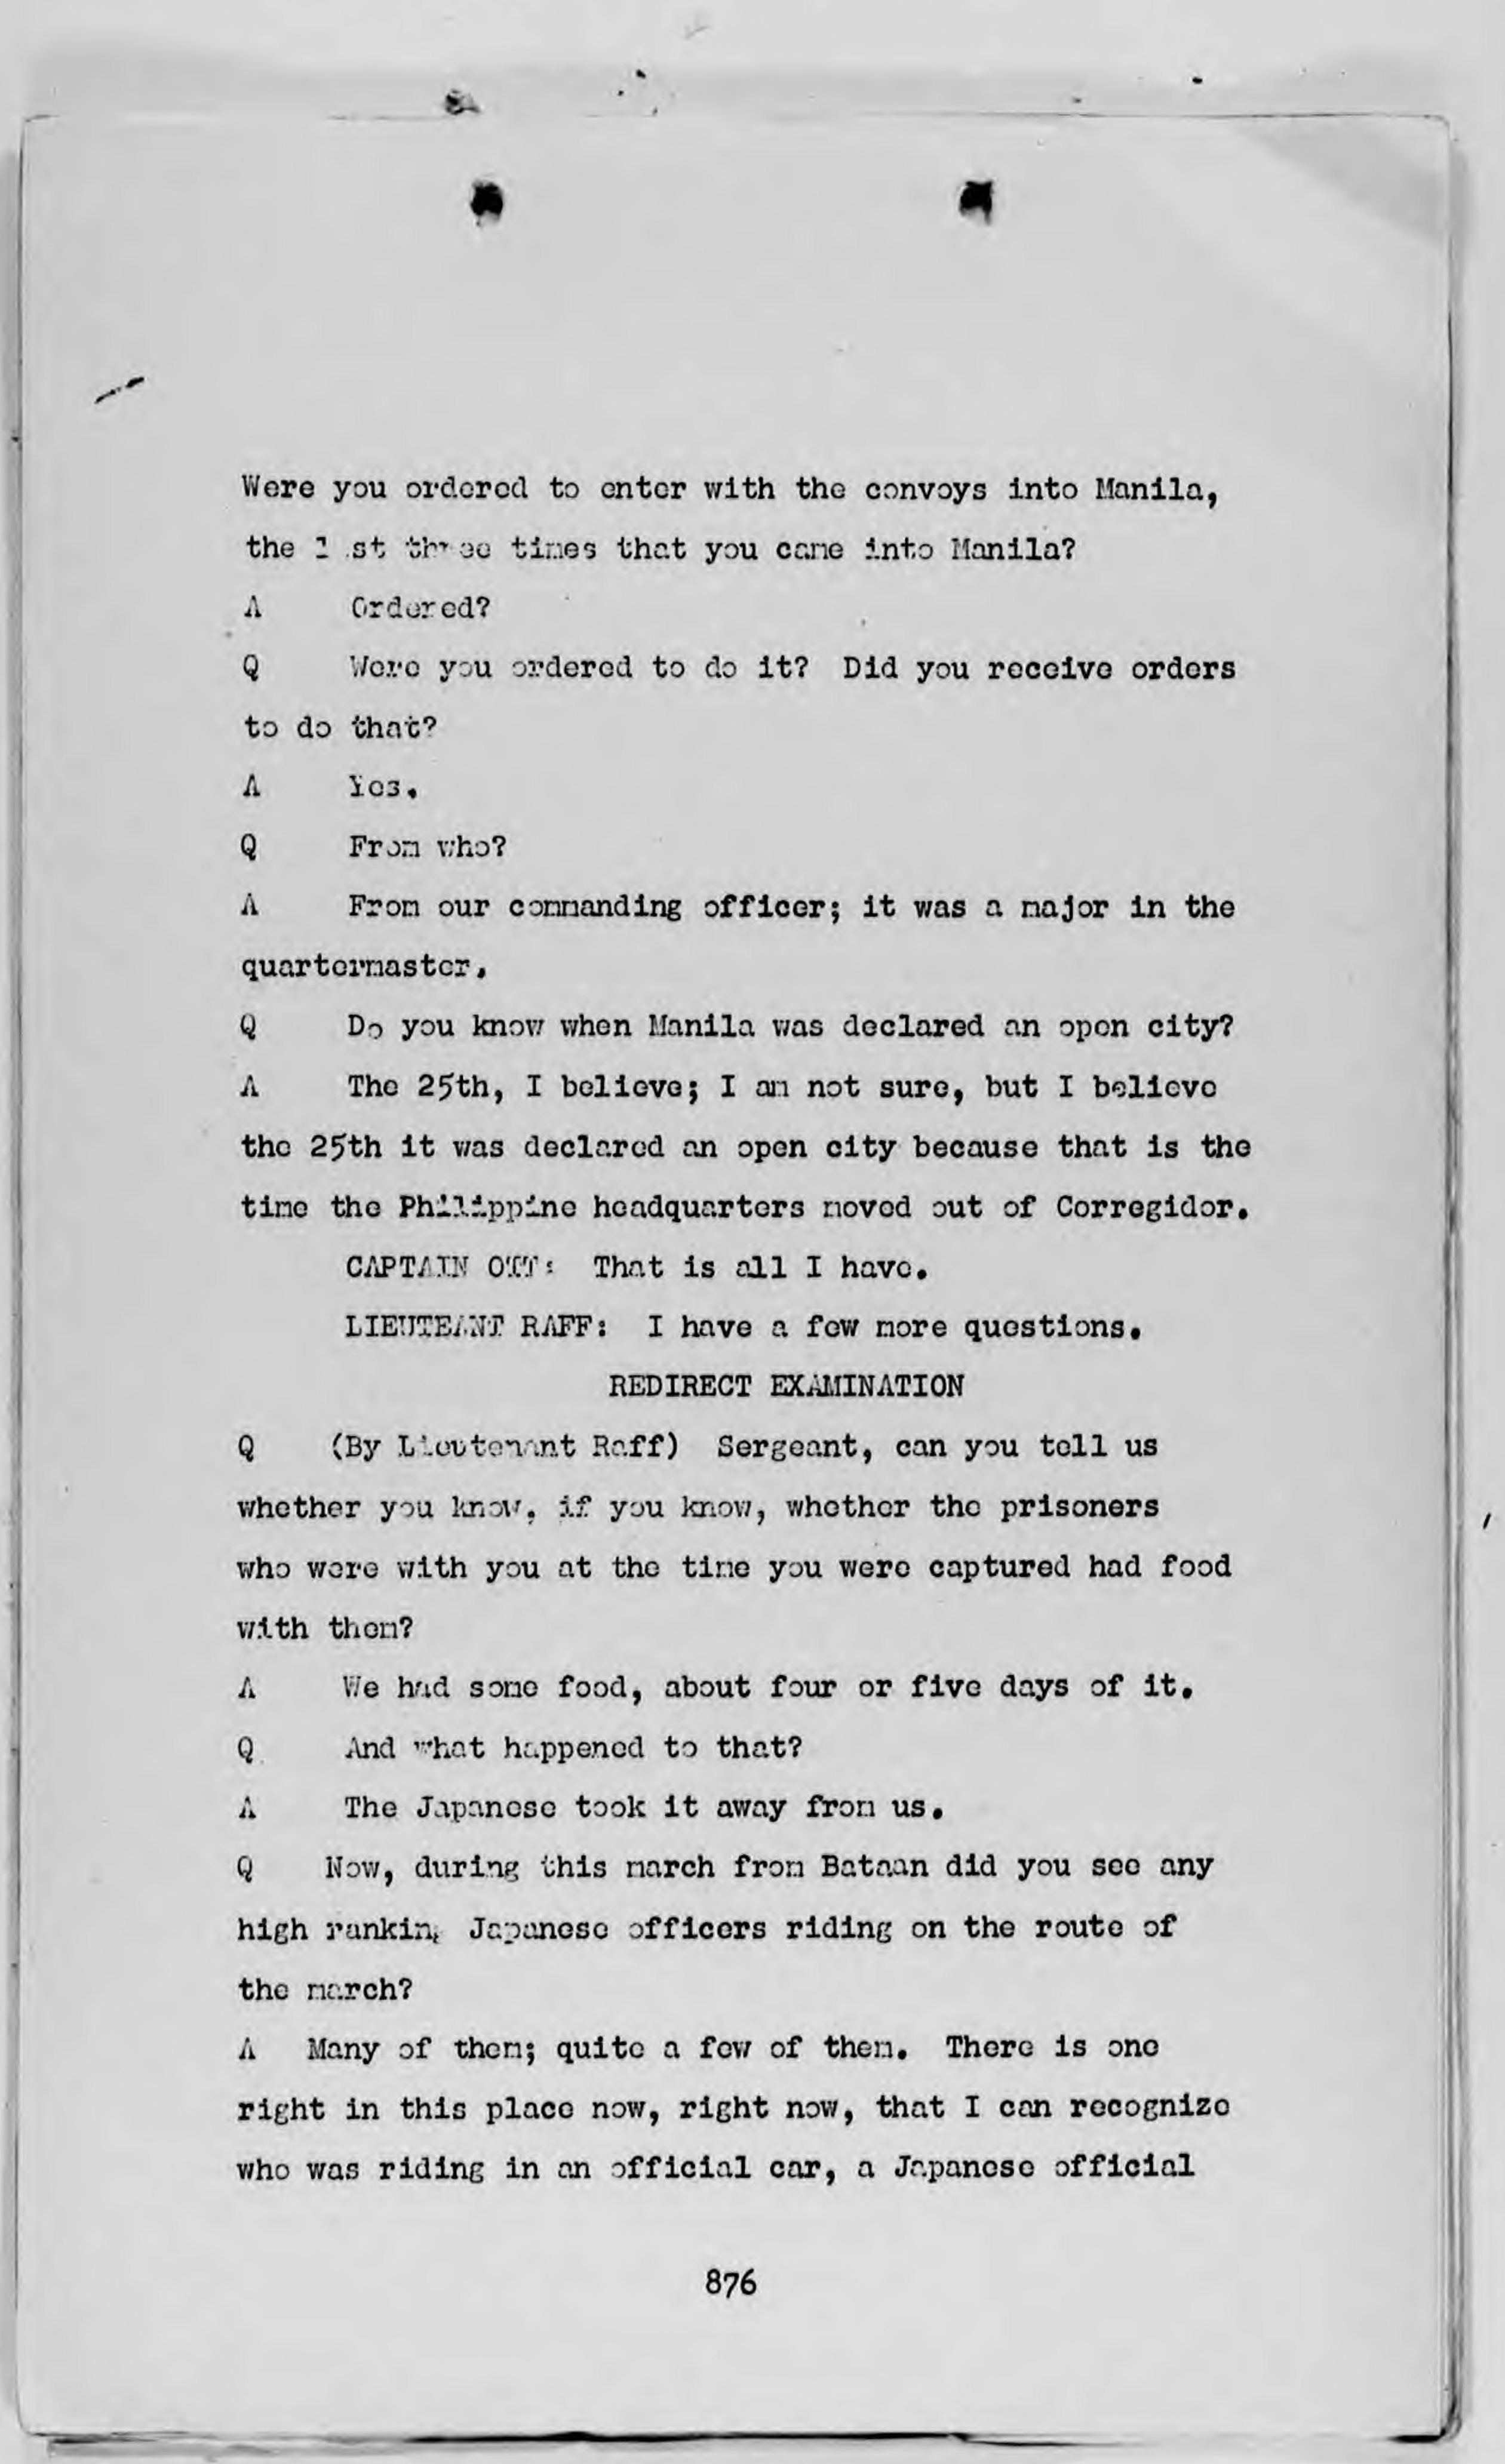 Were you ordered to enter with the convoys into Manila,
the last three times that you came into Manila?
A Ordered?
Q Were you ordered to do it? Did you receive orders
to do that?
A Yes.
Q From who?
A From our commanding officer; it was a major in the
quartermaster.
Q Do you know when Manila was declared an open city?
A The 25th, I believe; I am not sure, but I believe
the 25th it was declared an open city because that is the
time the Philippine headquarters moved out of Corregidor.
CAPTAIN OTT: That is all I have.
LIEUTEANT RAFF: I have a few more questions.
REDIRECT EXAMINATION
Q (By Lieutenant Raff) Sergeant, can you tell us
whether you know, if you know, whether the prisoners
who were with you at the time you were captured had food
with them?
A We had some food, about four or five days of it.
Q And what happened to that?
A The Japanese took it away from us.
Q Now, during this march from Bataan did you see any
high ranking Japanese officers riding on the route of
the march?
A Many of them; quite a few of them. There is one
right in this place now, right now, that I can recognize
who was riding in an official car, a Japanese official
876